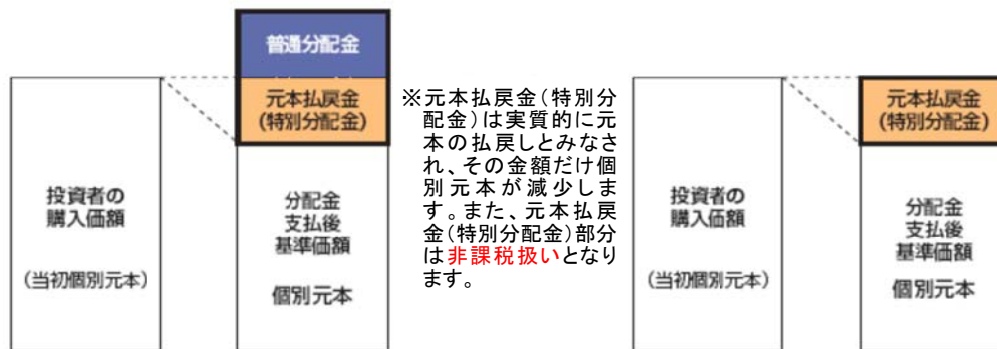 普通分配金
元本払戻金
(特別分配金)
投資者の
購入価額
(当初個別元本)
分配金
支払後
基準価額
個別元本
※元本払戻金(特別分
配金)は実質的に元
本の払戻しとみなさ
れ、その金額だけ個
別元本が減少しま
す。また、元本払戻
金(特別分配金)部分
は非課税扱いとなり
ます。
元本払戻金
(特別分配金)
投資者の
購入価額
(当初個別元本)
分配金
支払後
基準価額
個別元本